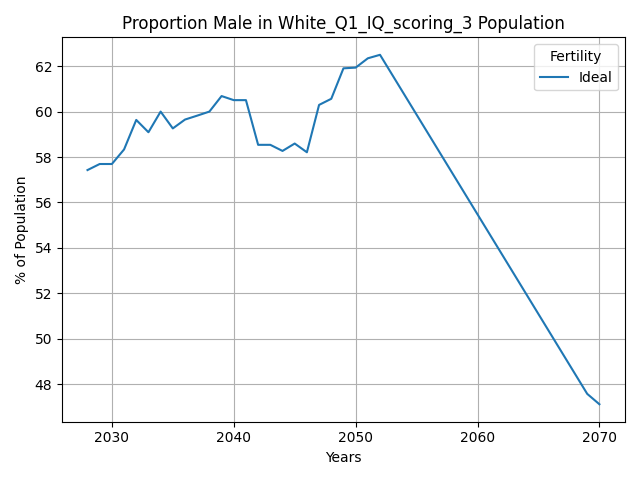 Proportion Male in White_Q1_IQ_scoring_3 Population
Fertility
Ideal
% of Population
62
60
58
56
54
52
50
48
2030 2040 2050 2060 2070
Years